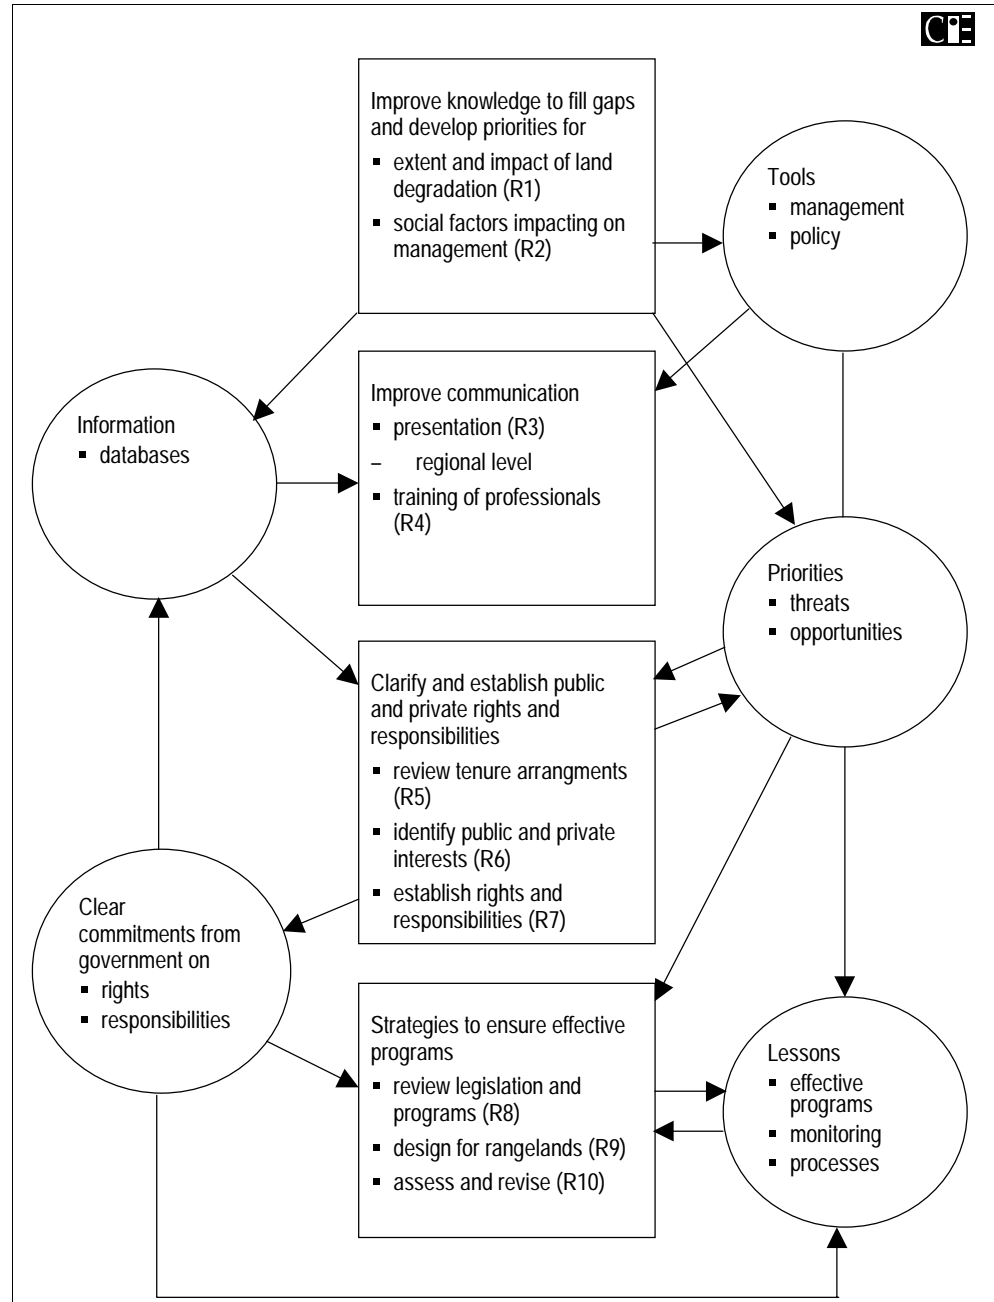 CIE
Improve knowledge to fill gaps
and develop priorities for
▪ extent and impact of land
degradation (R1)
▪ social factors impacting on
management (R2)
Tools
▪ management
▪ policy
Information
▪ databases
Improve communication
▪ presentation (R3)
– regional level
▪ training of professionals
(R4)
Priorities
▪ threats
▪ opportunities
Clarify and establish public
and private rights and
responsibilities
▪ review tenure arrangments
(R5)
▪ identify public and private
interests (R6)
▪ establish rights and
responsibilities (R7)
Clear
commitments from
government on
▪ rights
▪ responsibilities
Strategies to ensure effective
programs
▪ review legislation and
programs (R8)
▪ design for rangelands (R9)
▪ assess and revise (R10)
Lessons
▪ effective
programs
▪ monitoring
▪ processes